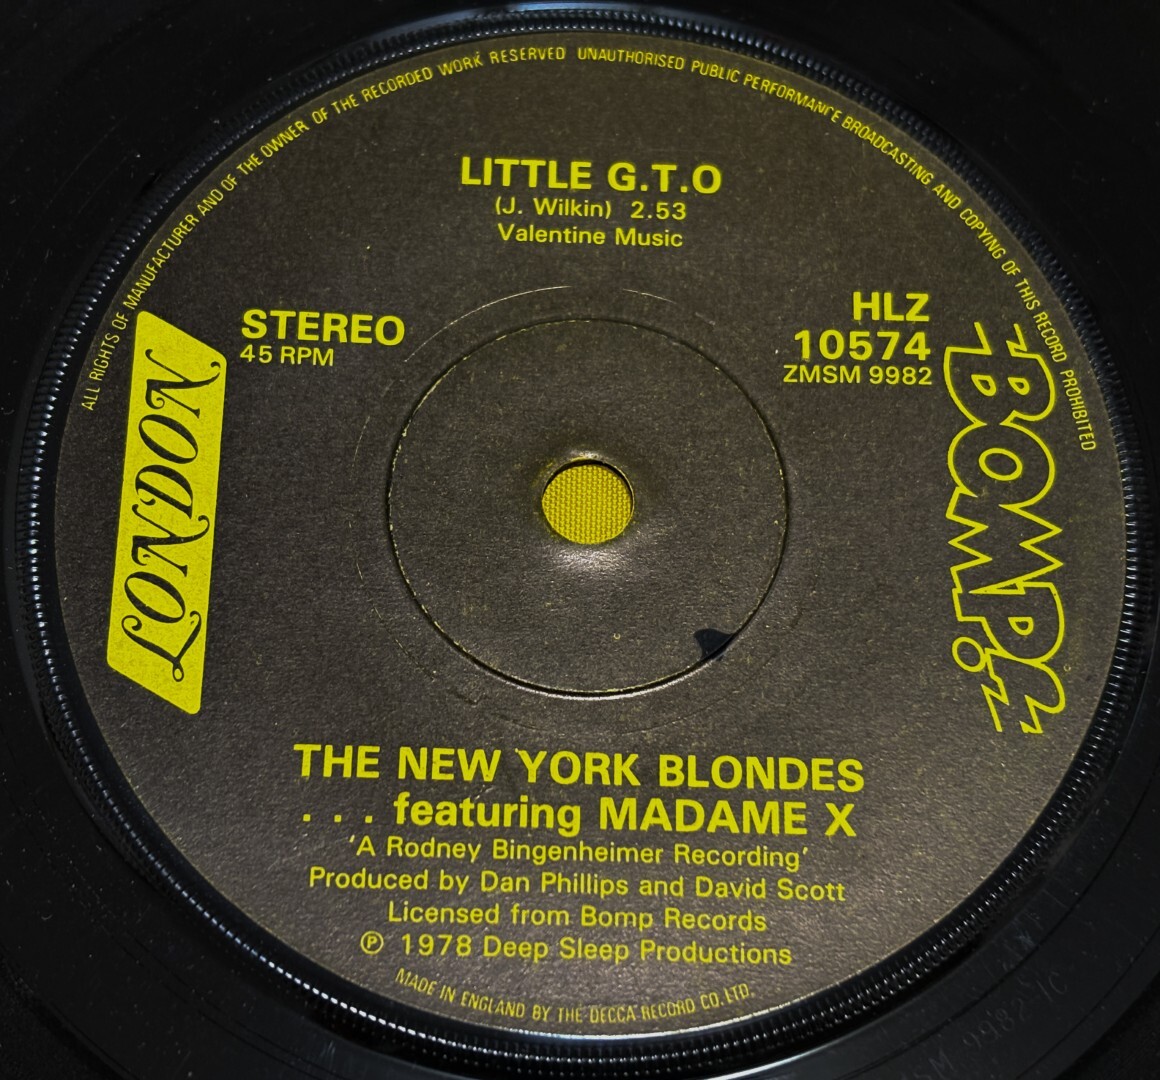 ALL RIGHTS OF MANUFACTURER AND OF THE OWNER OF THE RECORDED WORK RESERVED UNAUTHORISED PUBLIC PERFORMANCE BROADCASTING AND COPYING OF THIS RECORD PROHIBITED
LITTLE G.T.O
(J. Wilkin) 2.53
Valentine Music
STEREO
45 RPM
HLZ
10574
ZMSM 9982
LONDON
BOMP!
THE NEW YORK BLONDES
. . . featuring MADAME X
'A Rodney Bingenheimer Recording'
Produced by Dan Phillips and David Scott
Licensed from Bomp Records
℗ 1978 Deep Sleep Productions
MADE IN ENGLAND BY THE DECCA RECORD CO. LTD.